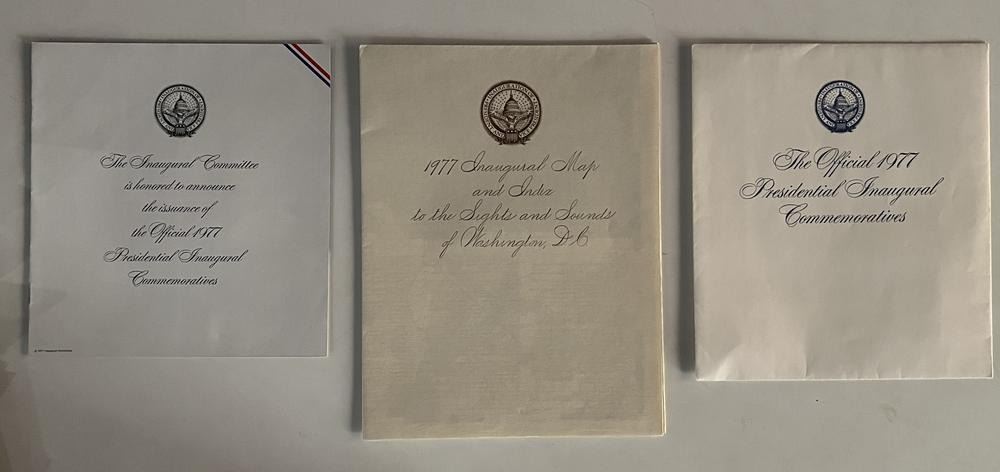 The Inaugural Committee
is honored to announce
the issuance of
the Official 1977
Presidential Inaugural
Commemoratives
1977 Inaugural Map
and Index
to the Sights and Sounds
of Washington, D.C.
The Official 1977
Presidential Inaugural
Commemoratives